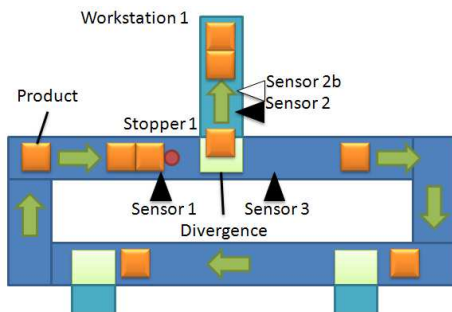 Workstation 1
Sensor 2b
Sensor 2
Product
Stopper 1
Sensor 1
Sensor 3
Divergence